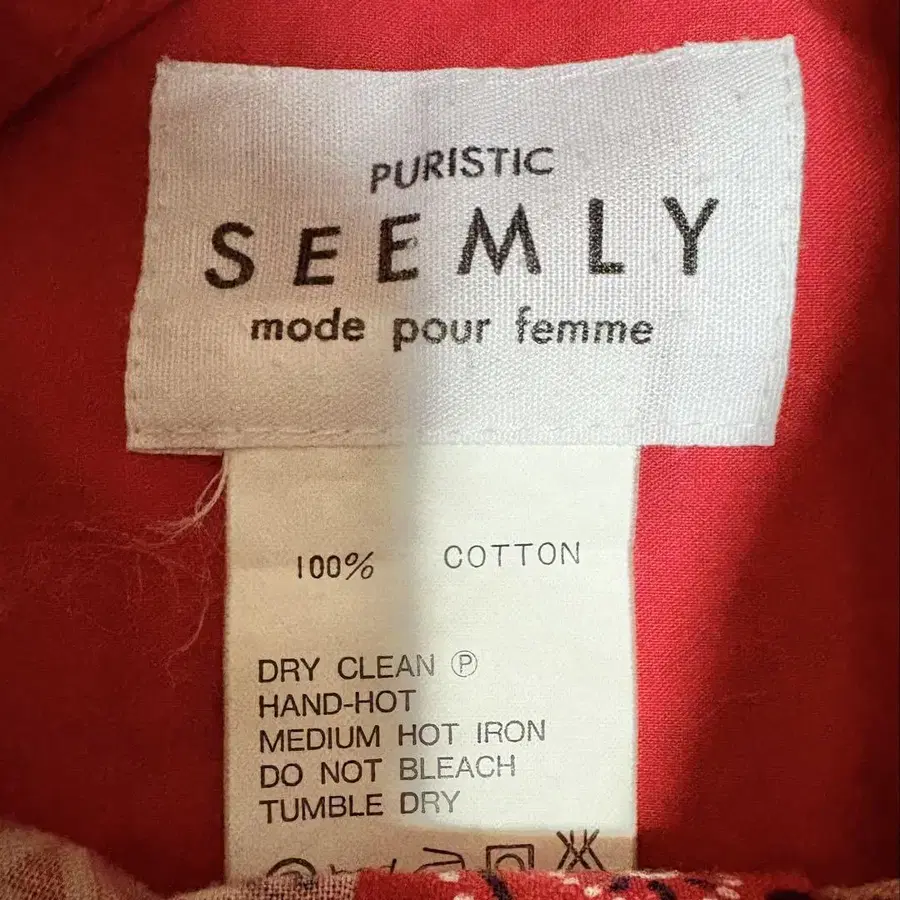 PURISTIC
SEEMLY
mode pour femme
100% COTTON
DRY CLEAN Ⓟ
HAND-HOT
MEDIUM HOT IRON
DO NOT BLEACH
TUMBLE DRY